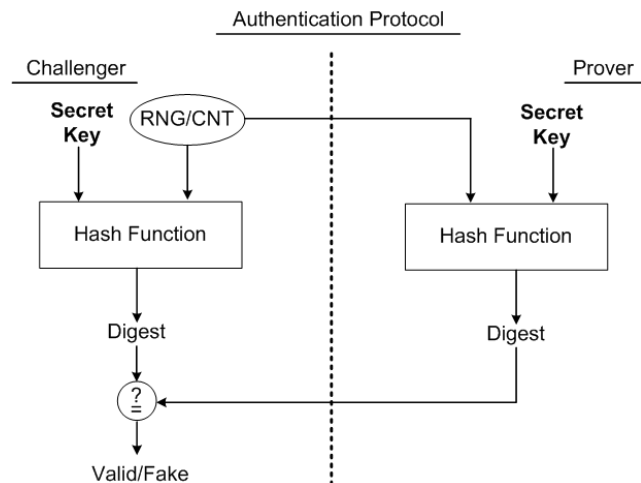 Authentication Protocol
Challenger
Prover
Secret
Key
RNG/CNT
Secret
Key
Hash Function
Hash Function
Digest
Digest
?
=
Valid/Fake